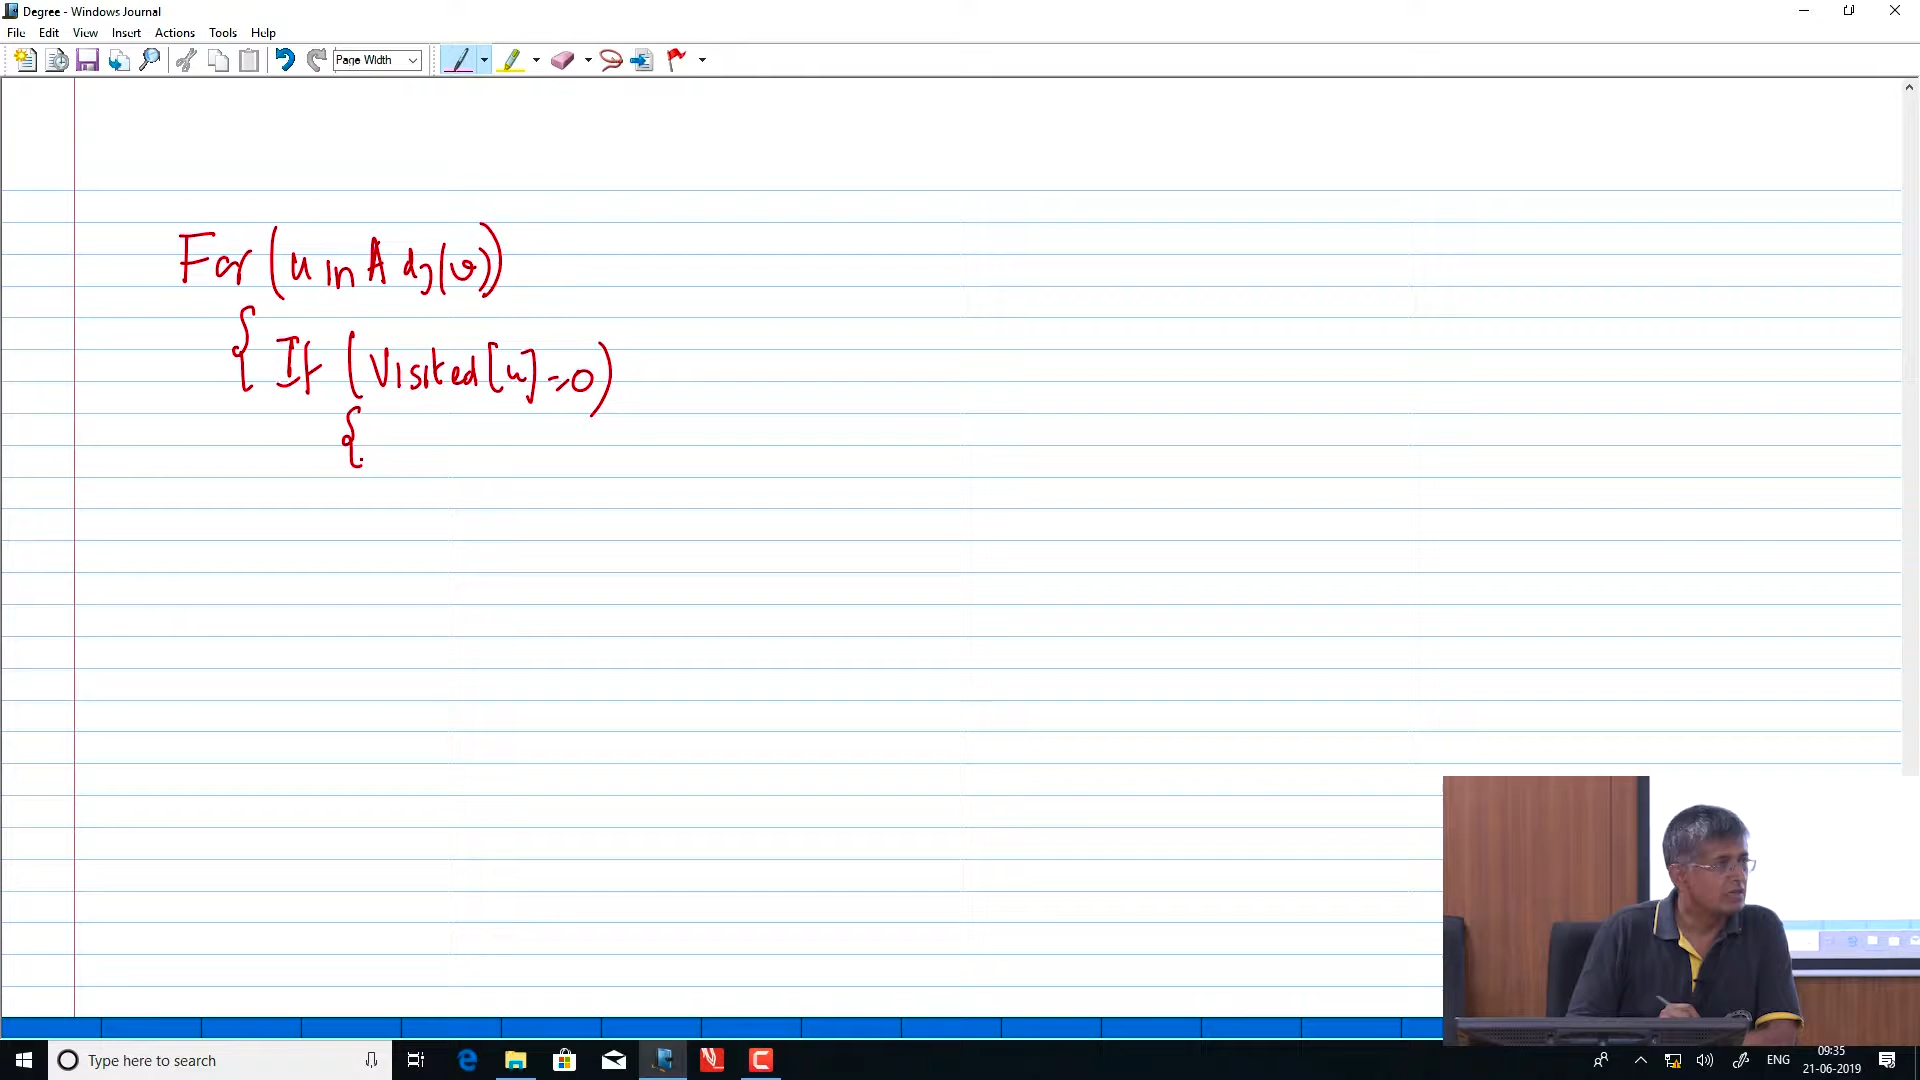 Degree - Windows Journal
File Edit View Insert Actions Tools Help
Page Width
For (u in Adj(v))
{ If (Visited[u] == 0)
{
Type here to search
ENG
09:35
21-06-2019